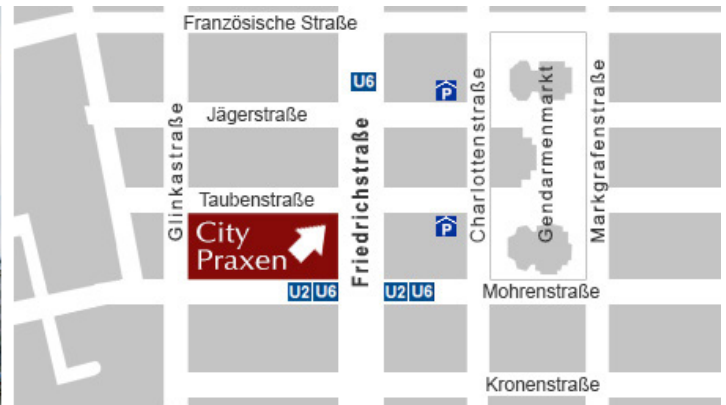 Französische Straße
U6
P
Jägerstraße
Glinkastraße
Friedrichstraße
Charlottenstraße
Gendarmenmarkt
Markgrafenstraße
Taubenstraße
City
Praxen
P
U2 U6
U2 U6
Mohrenstraße
Kronenstraße